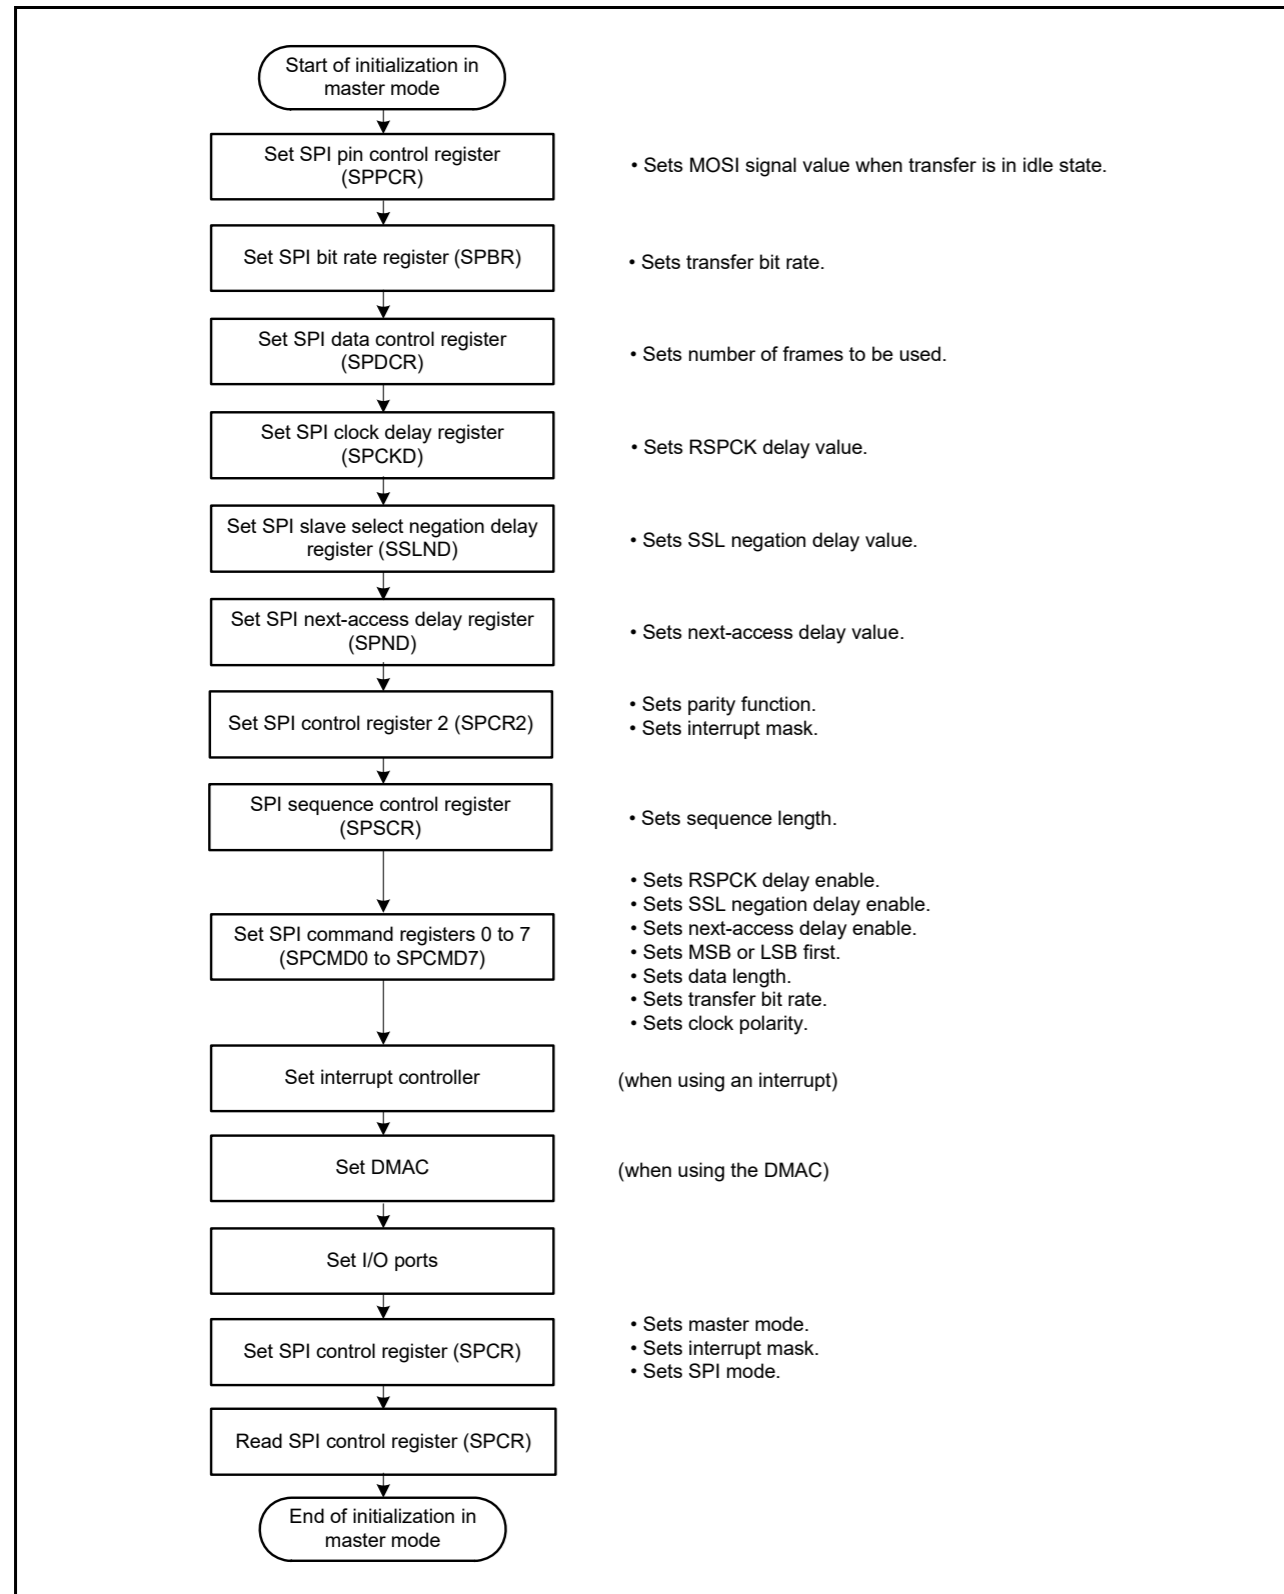 Start of initialization in
master mode
Set SPI pin control register
(SPPCR)
• Sets MOSI signal value when transfer is in idle state.
Set SPI bit rate register (SPBR)
• Sets transfer bit rate.
Set SPI data control register
(SPDCR)
• Sets number of frames to be used.
Set SPI clock delay register
(SPCKD)
• Sets RSPCK delay value.
Set SPI slave select negation delay
register (SSLND)
• Sets SSL negation delay value.
Set SPI next-access delay register
(SPND)
• Sets next-access delay value.
Set SPI control register 2 (SPCR2)
• Sets parity function.
• Sets interrupt mask.
SPI sequence control register
(SPSCR)
• Sets sequence length.
Set SPI command registers 0 to 7
(SPCMD0 to SPCMD7)
• Sets RSPCK delay enable.
• Sets SSL negation delay enable.
• Sets next-access delay enable.
• Sets MSB or LSB first.
• Sets data length.
• Sets transfer bit rate.
• Sets clock polarity.
Set interrupt controller
(when using an interrupt)
Set DMAC
(when using the DMAC)
Set I/O ports
Set SPI control register (SPCR)
• Sets master mode.
• Sets interrupt mask.
• Sets SPI mode.
Read SPI control register (SPCR)
End of initialization in
master mode